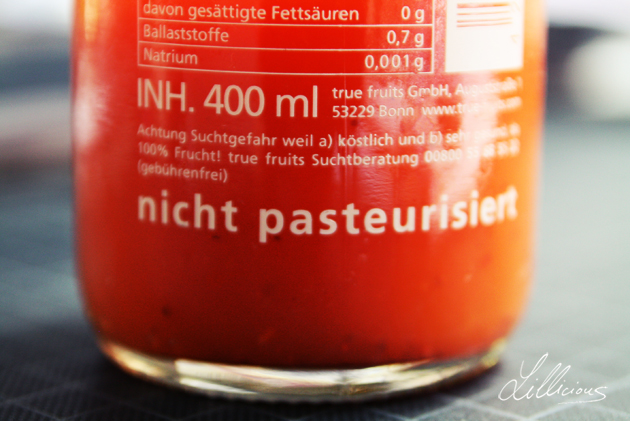 davon gesättigte Fettsäuren 0 g
Ballaststoffe 0,7 g
Natrium 0,001 g
INH. 400 ml
true fruits GmbH,
53229 Bonn
Achtung Suchtgefahr weil a) köstlich und b)
100% Frucht! true fruits Suchtberatung 00800
(gebührenfrei)
nicht pasteurisiert
Lillicious